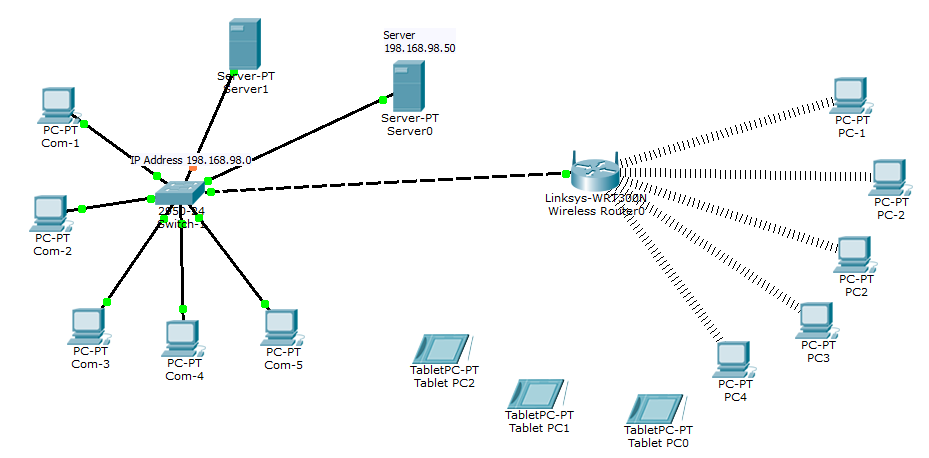 Server
198.168.98.50
Server-PT
Server1
Server-PT
Server0
PC-PT
Com-1
IP Address 198.168.98.0
2950-24
Switch-1
PC-PT
Com-2
PC-PT
Com-3
PC-PT
Com-4
PC-PT
Com-5
Linksys-WRT300N
Wireless Router0
PC-PT
PC-1
PC-PT
PC-2
PC-PT
PC2
PC-PT
PC3
PC-PT
PC4
TabletPC-PT
Tablet PC2
TabletPC-PT
Tablet PC1
TabletPC-PT
Tablet PC0